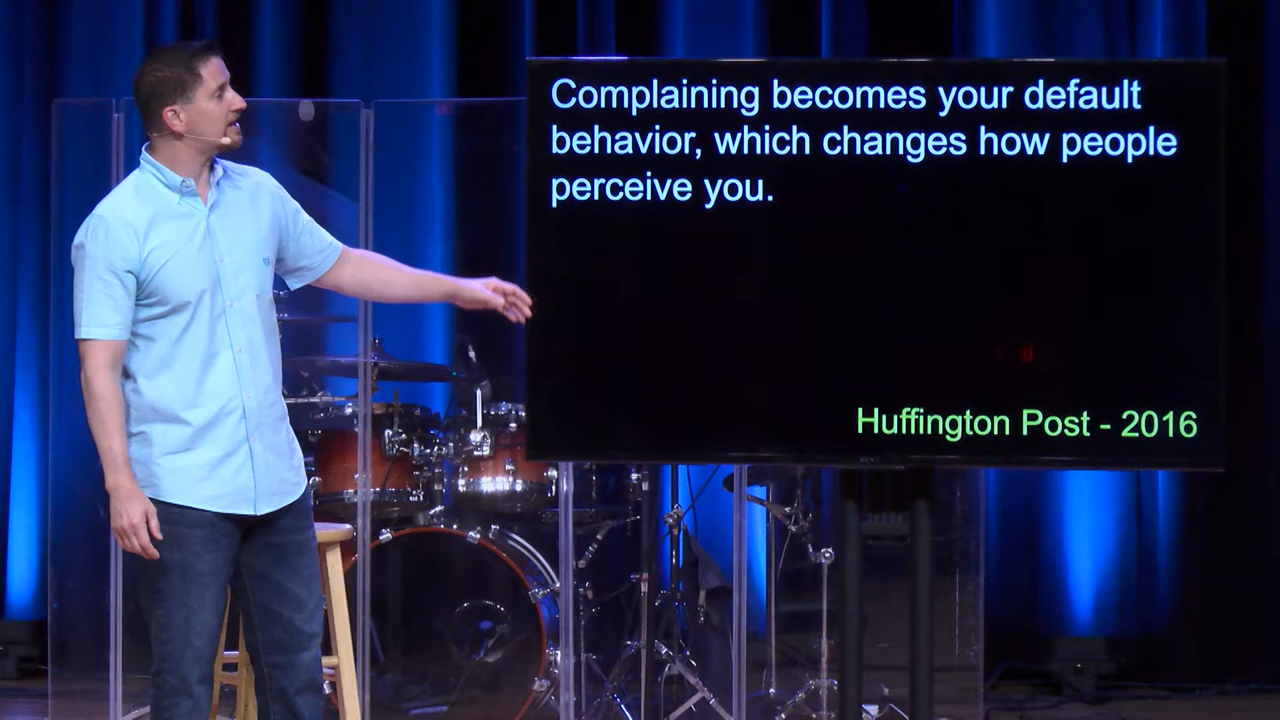 Complaining becomes your default
behavior, which changes how people
perceive you.
Huffington Post - 2016